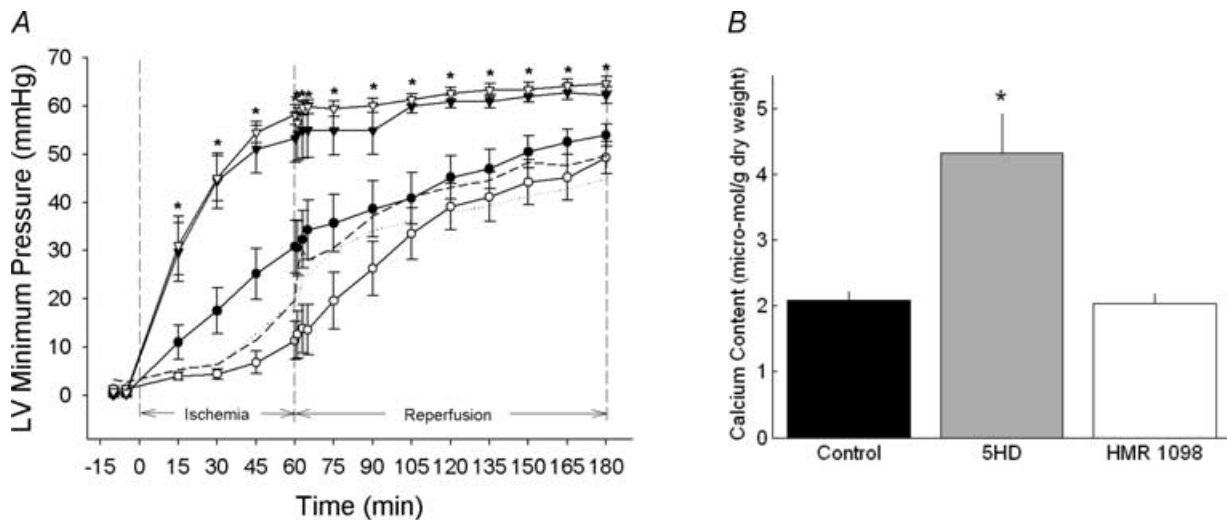 A
LV Minimum Pressure (mmHg)
70
60
50
40
30
20
10
0
* * * * * * * * * * * * * * *
Ischemia
Reperfusion
-15 0 15 30 45 60 75 90 105 120 135 150 165 180
Time (min)
B
Calcium Content (micro-mol/g dry weight)
5
4
3
2
1
0
*
Control 5HD HMR 1098